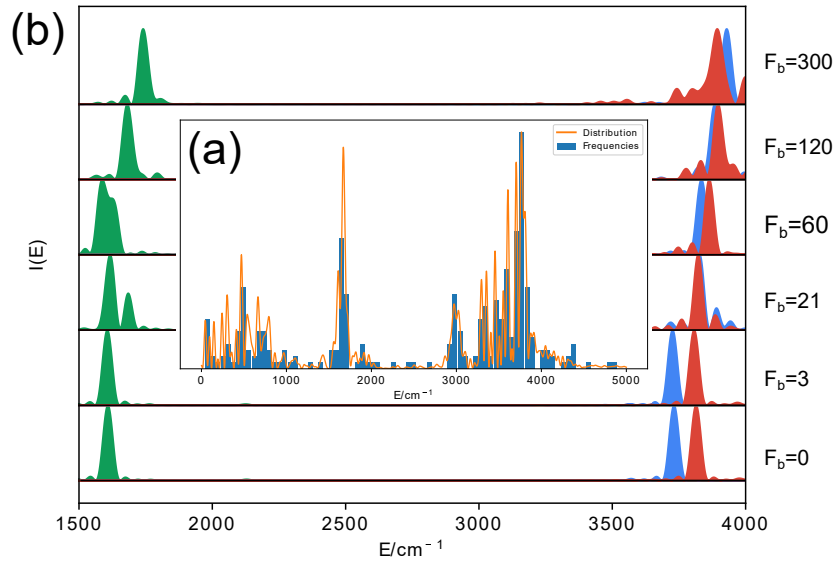 (b)
F_b=300
(a)
Distribution
Frequencies
F_b=120
F_b=60
I(E)
F_b=21
0 1000 2000 3000 4000 5000
E/cm⁻¹
F_b=3
F_b=0
1500 2000 2500 3000 3500 4000
E/cm⁻¹